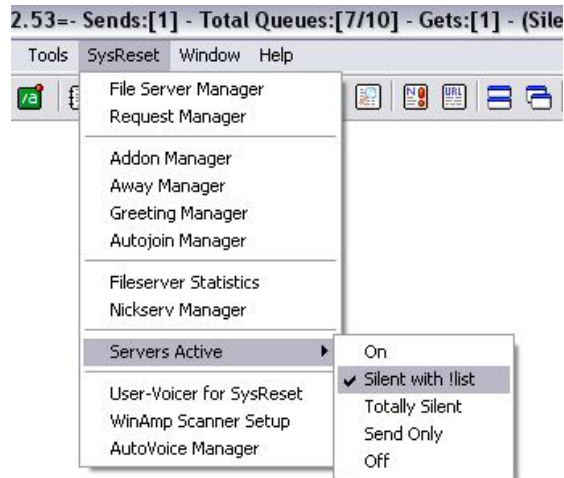 2.53=- Sends:[1] - Total Queues:[7/10] - Gets:[1] - (Sile
Tools SysReset Window Help
/a N URL
File Server Manager
Request Manager
Addon Manager
Away Manager
Greeting Manager
Autojoin Manager
Fileserver Statistics
Nickserv Manager
Servers Active
On
Silent with !list
Totally Silent
Send Only
Off
User-Voicer for SysReset
WinAmp Scanner Setup
AutoVoice Manager